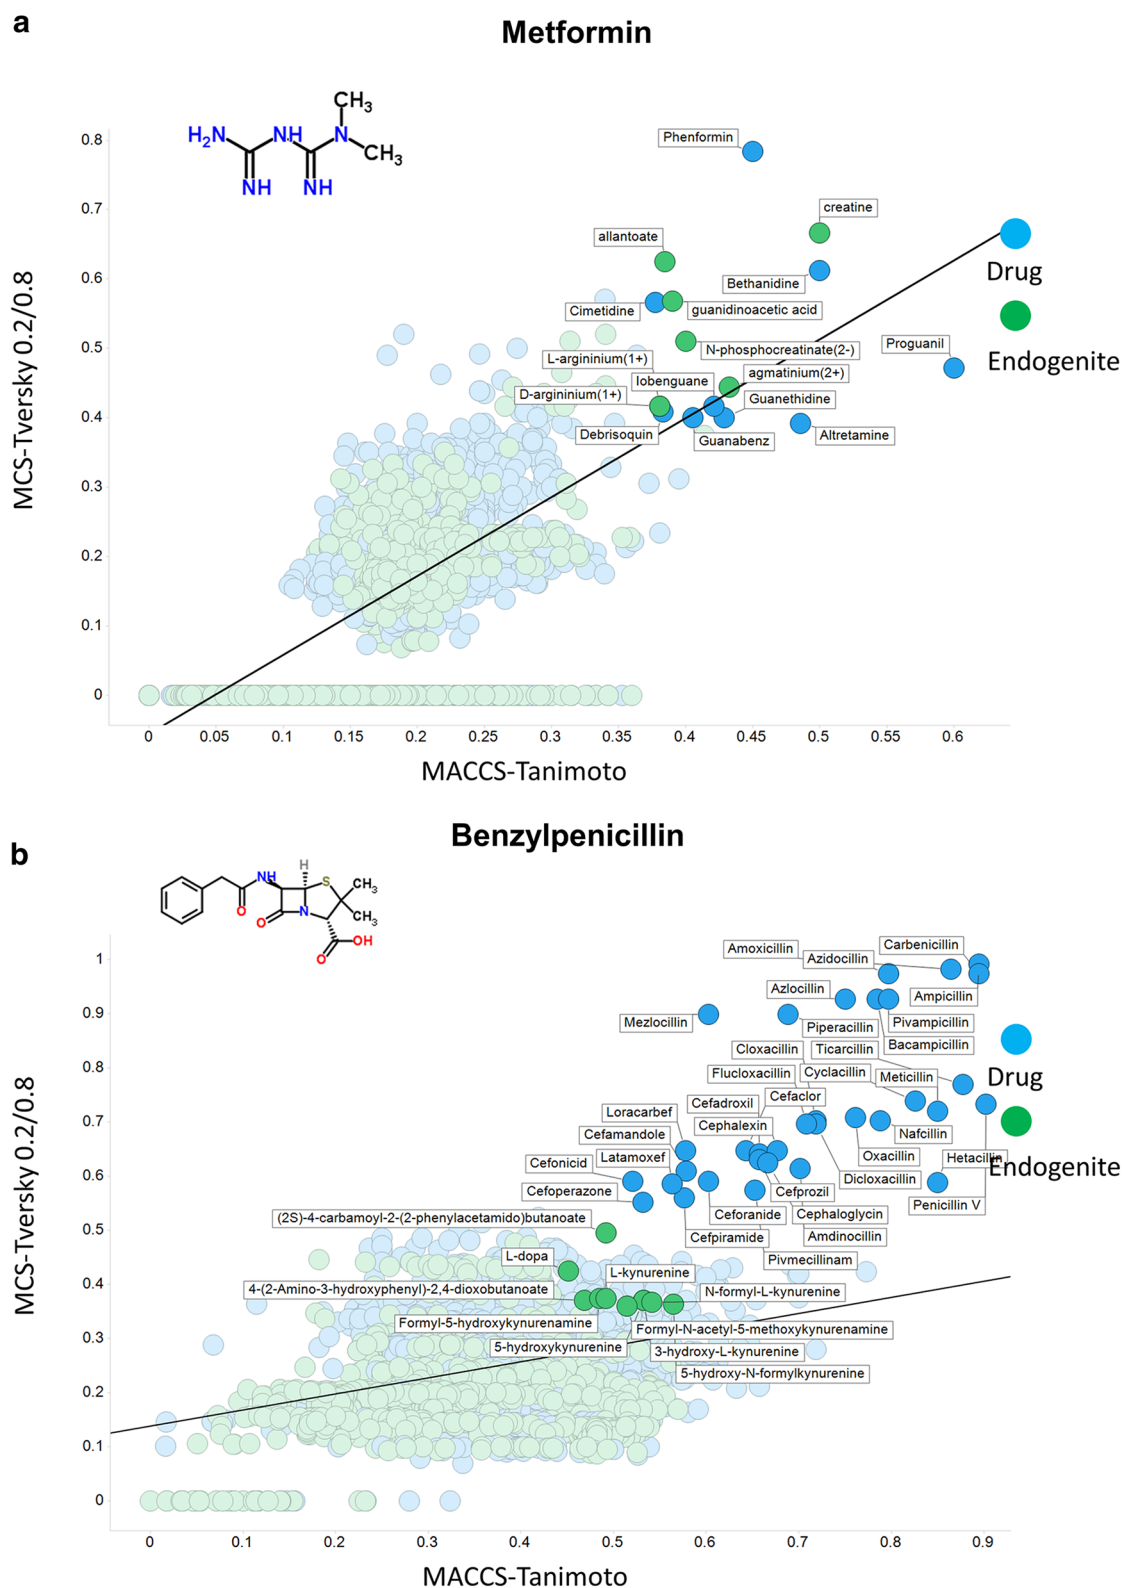 a
Metformin
CH₃
H₂N
NH
N
CH₃
NH
NH
Phenformin
creatine
allantoate
Bethanidine
Drug
Cimetidine
guanidinoacetic acid
Endogenite
N-phosphocreatinate(2-)
Proguanil
L-argininium(1+)
agmatinium(2+)
Iobenguane
D-argininium(1+)
Guanethidine
Debrisoquin
Guanabenz
Altretamine
MCS-Tversky 0.2/0.8
0.8
0.7
0.6
0.5
0.4
0.3
0.2
0.1
0
0 0.05 0.1 0.15 0.2 0.25 0.3 0.35 0.4 0.45 0.5 0.55 0.6
MACCS-Tanimoto
b
Benzylpenicillin
H
NH
S
CH₃
O
O
N
CH₃
OH
O
Amoxicillin
Carbenicillin
Azidocillin
Azlocillin
Ampicillin
Mezlocillin
Piperacillin
Pivampicillin
Bacampicillin
Cloxacillin
Ticarcillin
Drug
Flucloxacillin
Cyclacillin
Meticillin
Cefadroxil
Cefaclor
Loracarbef
Cephalexin
Nafcillin
Cefamandole
Oxacillin
Hetacillin
Endogenite
Cefonicid
Latamoxef
Dicloxacillin
Cefoperazone
Cefprozil
Penicillin V
Ceforanide
Cephaloglycin
(2S)-4-carbamoyl-2-(2-phenylacetamido)butanoate
Cefpiramide
Amdinocillin
L-dopa
Pivmecillinam
L-kynurenine
4-(2-Amino-3-hydroxyphenyl)-2,4-dioxobutanoate
N-formyl-L-kynurenine
Formyl-5-hydroxykynurenamine
Formyl-N-acetyl-5-methoxykynurenamine
5-hydroxykynurenine
3-hydroxy-L-kynurenine
5-hydroxy-N-formylkynurenine
MCS-Tversky 0.2/0.8
1
0.9
0.8
0.7
0.6
0.5
0.4
0.3
0.2
0.1
0
0 0.1 0.2 0.3 0.4 0.5 0.6 0.7 0.8 0.9
MACCS-Tanimoto